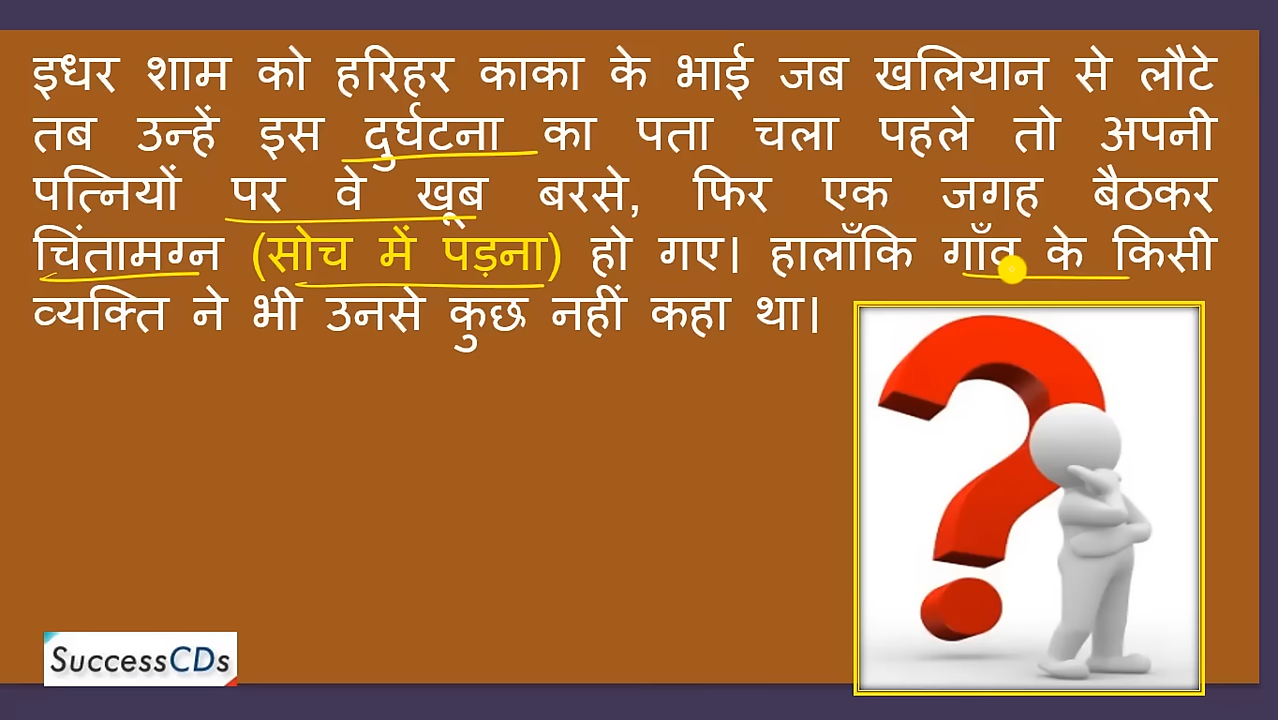 इधर शाम को हरिहर काका के भाई जब खलियान से लौटे
तब उन्हें इस दुर्घटना का पता चला पहले तो अपनी
पत्नियों पर वे खूब बरसे, फिर एक जगह बैठकर
चिंतामग्न (सोच में पड़ना) हो गए। हालाँकि गाँव के किसी
व्यक्ति ने भी उनसे कुछ नहीं कहा था।
SuccessCDs